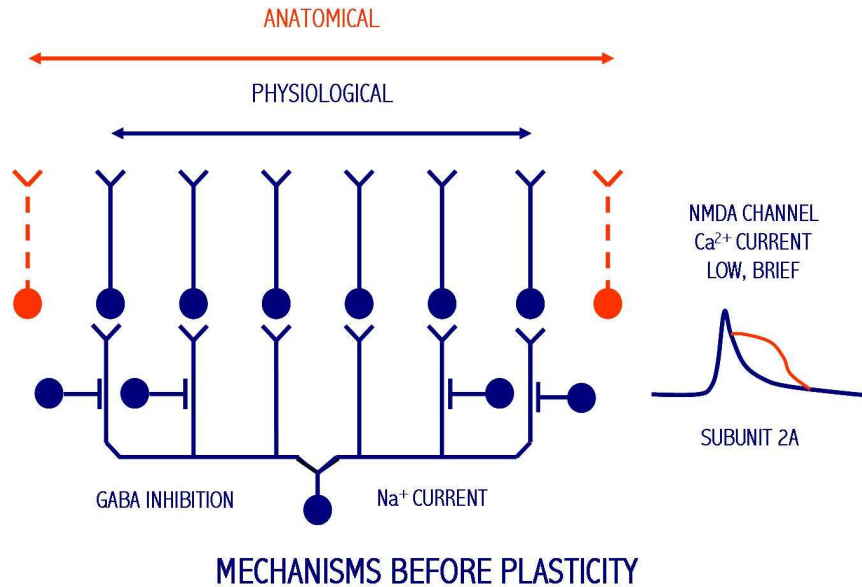 ANATOMICAL
PHYSIOLOGICAL
NMDA CHANNEL
Ca²⁺ CURRENT
LOW, BRIEF
SUBUNIT 2A
GABA INHIBITION
Na⁺ CURRENT
MECHANISMS BEFORE PLASTICITY